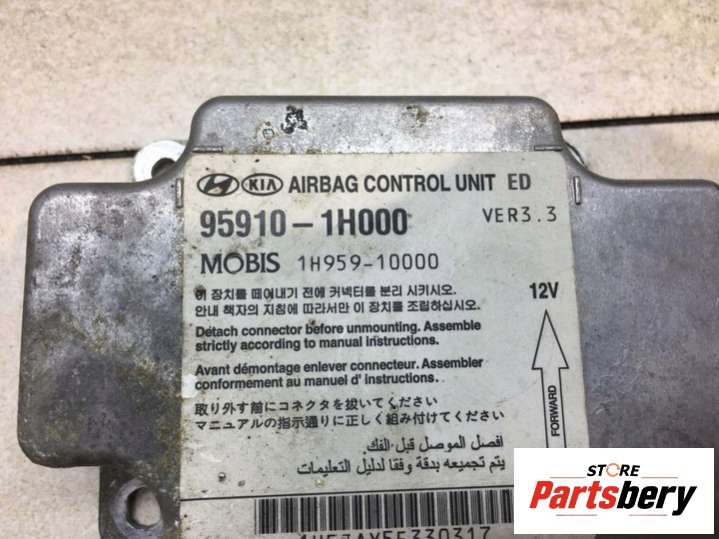 KIA AIRBAG CONTROL UNIT ED
95910-1H000 VER3.3
MOBIS 1H959-10000
이 장치를 떼어내기 전에 커넥터를 분리 시키시오. 12V
안내 책자의 지침에 따라서만 이 장치를 조립하십시오.
Detach connector before unmounting. Assemble
strictly according to manual instructions.
Avant démontage enlever connecteur. Assembler
conformement au manuel d' instructions.
取り外す前にコネクタを抜いてください
マニュアルの指示通りに正しく組み付けてください
FORWARD
افصل الموصل قبل الفك.
يتم تجميعه بدقة وفقا لدليل التعليمات
STORE
Partsbery